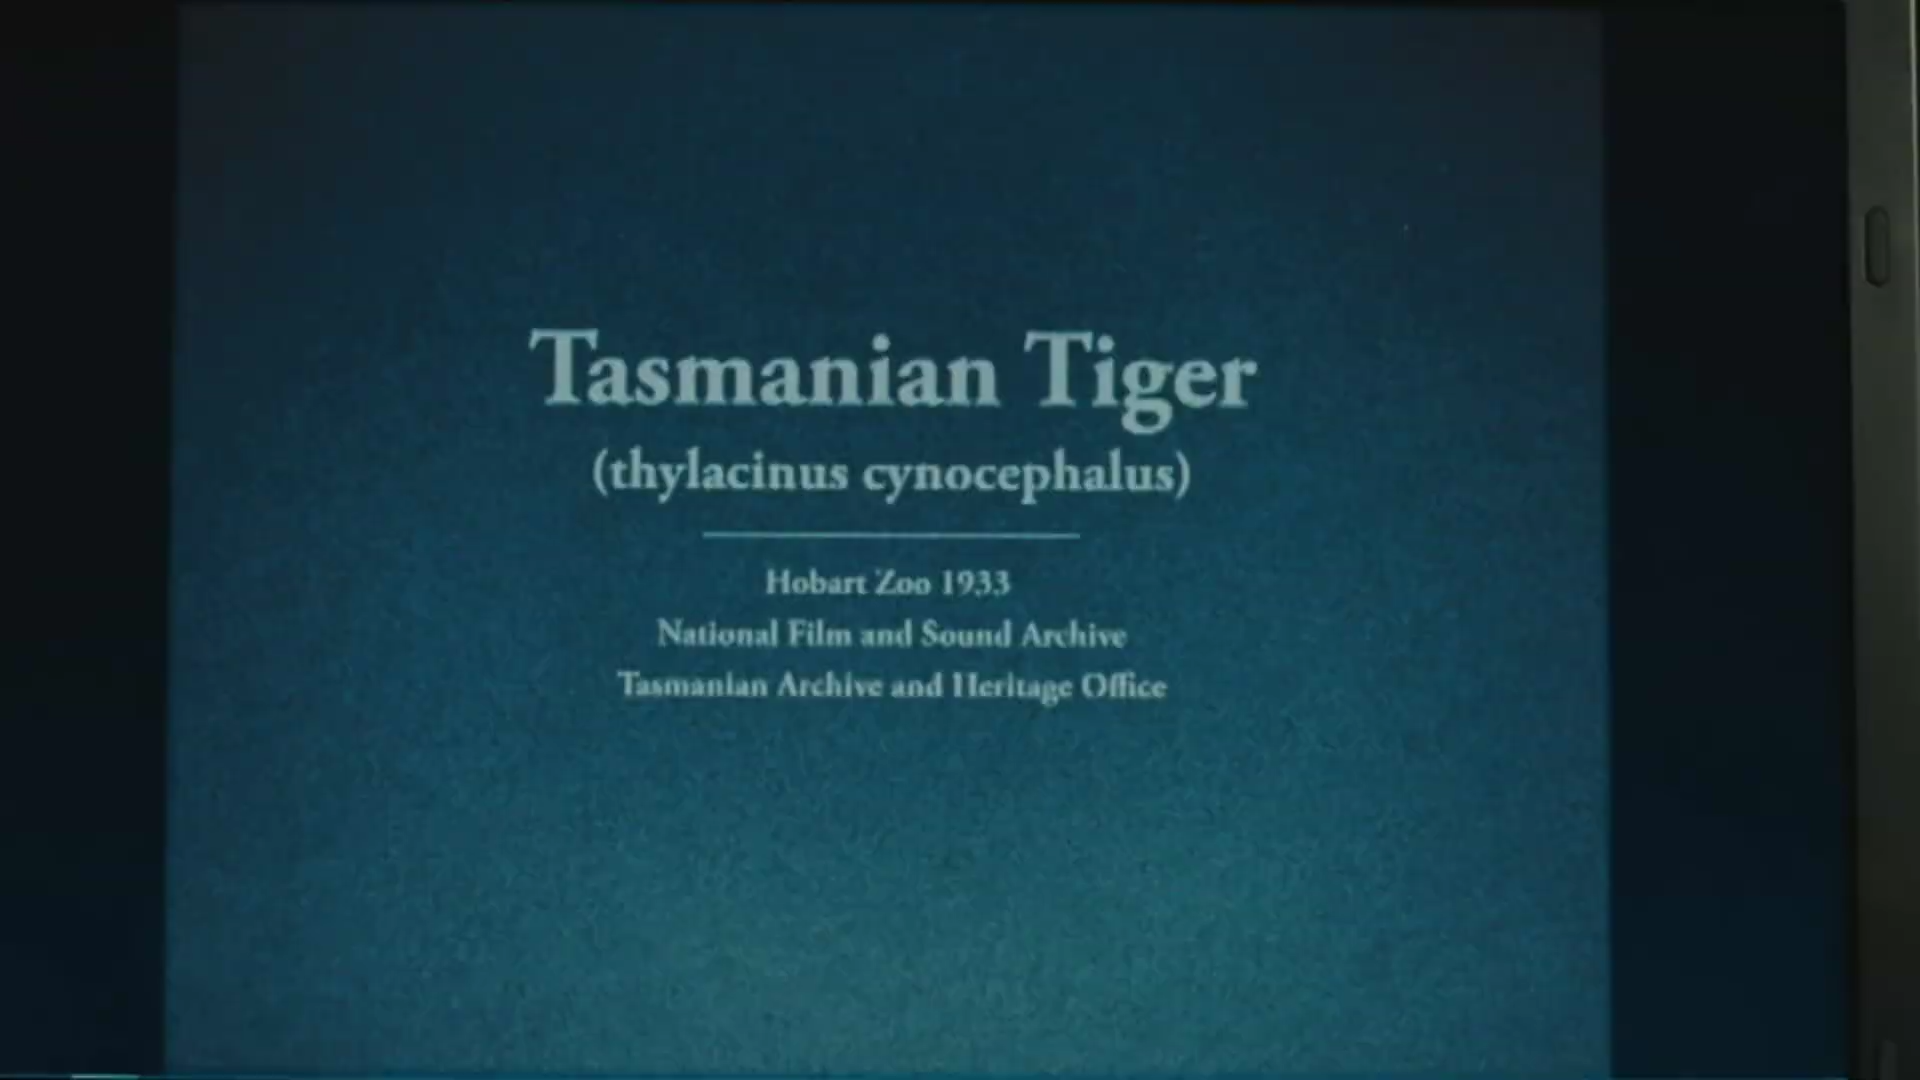 Tasmanian Tiger
(thylacinus cynocephalus)
Hobart Zoo 1933
National Film and Sound Archive
Tasmanian Archive and Heritage Office